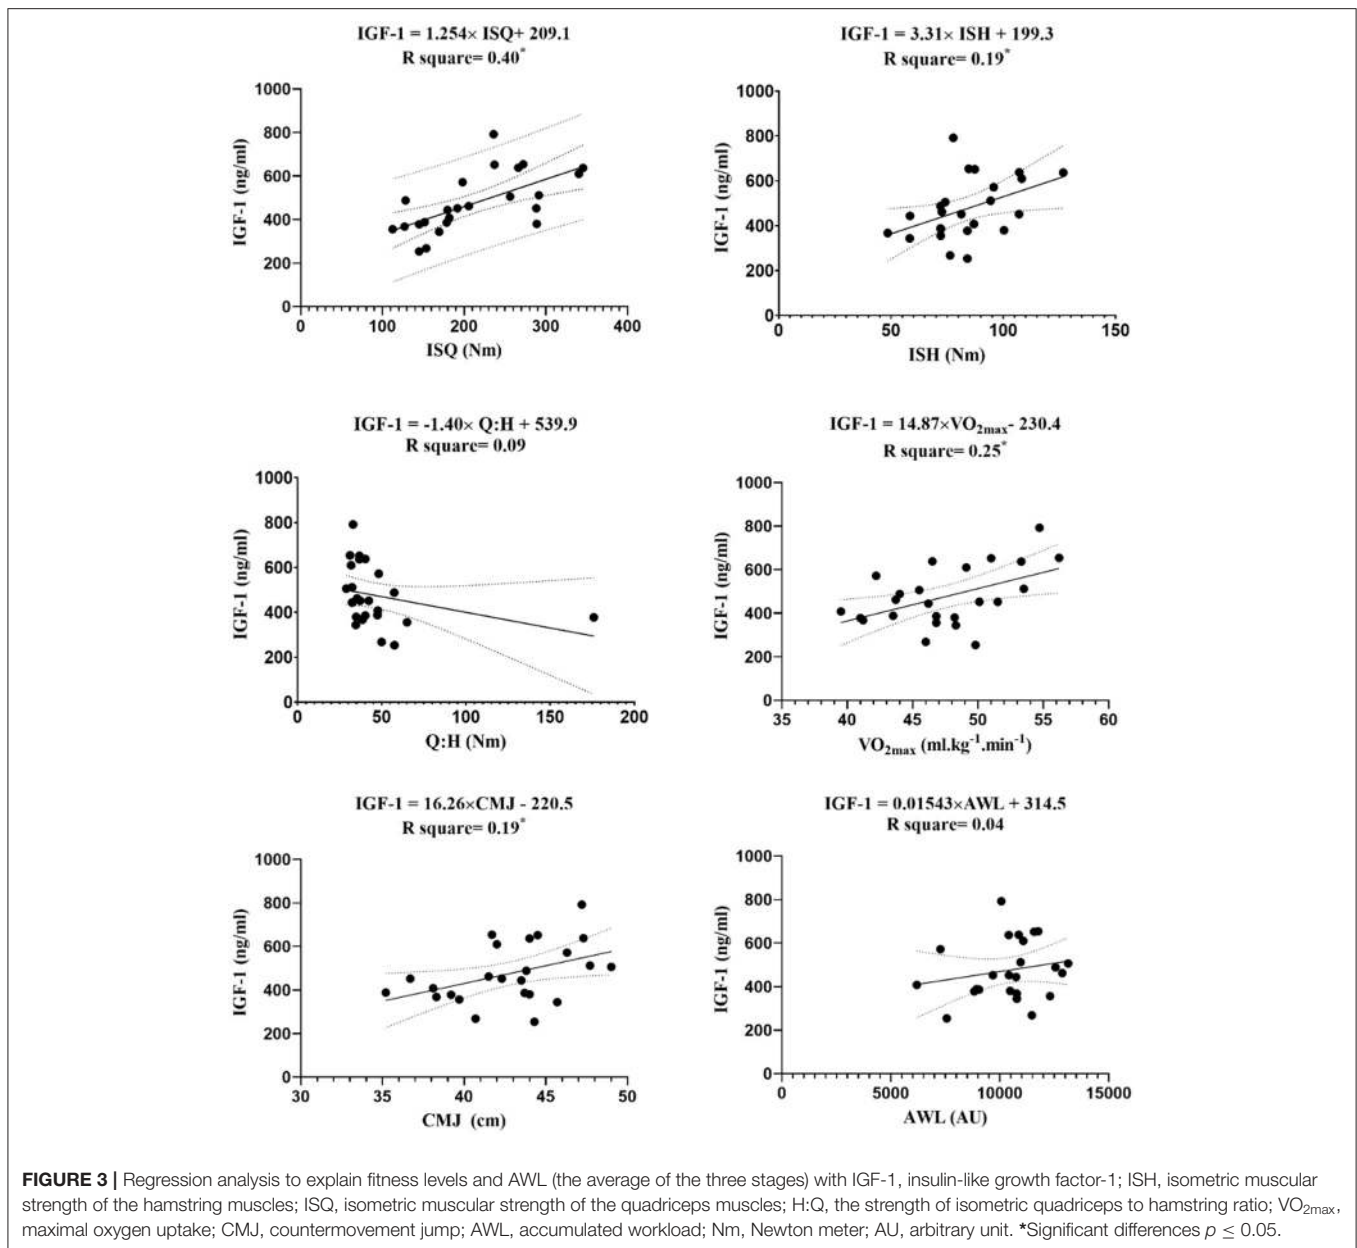 IGF-1 = 1.254× ISQ+ 209.1
R square= 0.40*
1000
800
600
400
200
0
IGF-1 (ng/ml)
0 100 200 300 400
ISQ (Nm)
IGF-1 = 3.31× ISH + 199.3
R square= 0.19*
1000
800
600
400
200
0
IGF-1 (ng/ml)
0 50 100 150
ISH (Nm)
IGF-1 = -1.40× Q:H + 539.9
R square= 0.09
1000
800
600
400
200
0
IGF-1 (ng/ml)
0 50 100 150 200
Q:H (Nm)
IGF-1 = 14.87×VO2max- 230.4
R square= 0.25*
1000
800
600
400
200
0
IGF-1 (ng/ml)
35 40 45 50 55 60
VO2max (ml.kg-1.min-1)
IGF-1 = 16.26×CMJ - 220.5
R square= 0.19*
1000
800
600
400
200
0
IGF-1 (ng/ml)
30 35 40 45 50
CMJ (cm)
IGF-1 = 0.01543×AWL + 314.5
R square= 0.04
1000
800
600
400
200
0
IGF-1 (ng/ml)
0 5000 10000 15000
AWL (AU)
FIGURE 3 | Regression analysis to explain fitness levels and AWL (the average of the three stages) with IGF-1, insulin-like growth factor-1; ISH, isometric muscular
strength of the hamstring muscles; ISQ, isometric muscular strength of the quadriceps muscles; H:Q, the strength of isometric quadriceps to hamstring ratio; VO2max,
maximal oxygen uptake; CMJ, countermovement jump; AWL, accumulated workload; Nm, Newton meter; AU, arbitrary unit. *Significant differences p ≤ 0.05.